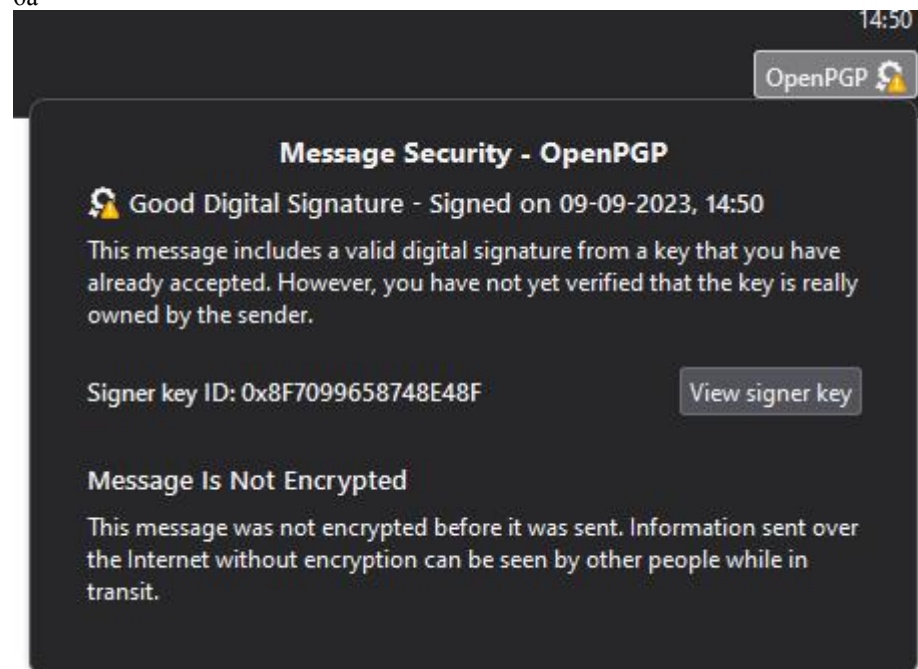 14:50
OpenPGP
Message Security - OpenPGP
Good Digital Signature - Signed on 09-09-2023, 14:50
This message includes a valid digital signature from a key that you have
already accepted. However, you have not yet verified that the key is really
owned by the sender.
Signer key ID: 0x8F7099658748E48F
View signer key
Message Is Not Encrypted
This message was not encrypted before it was sent. Information sent over
the Internet without encryption can be seen by other people while in
transit.